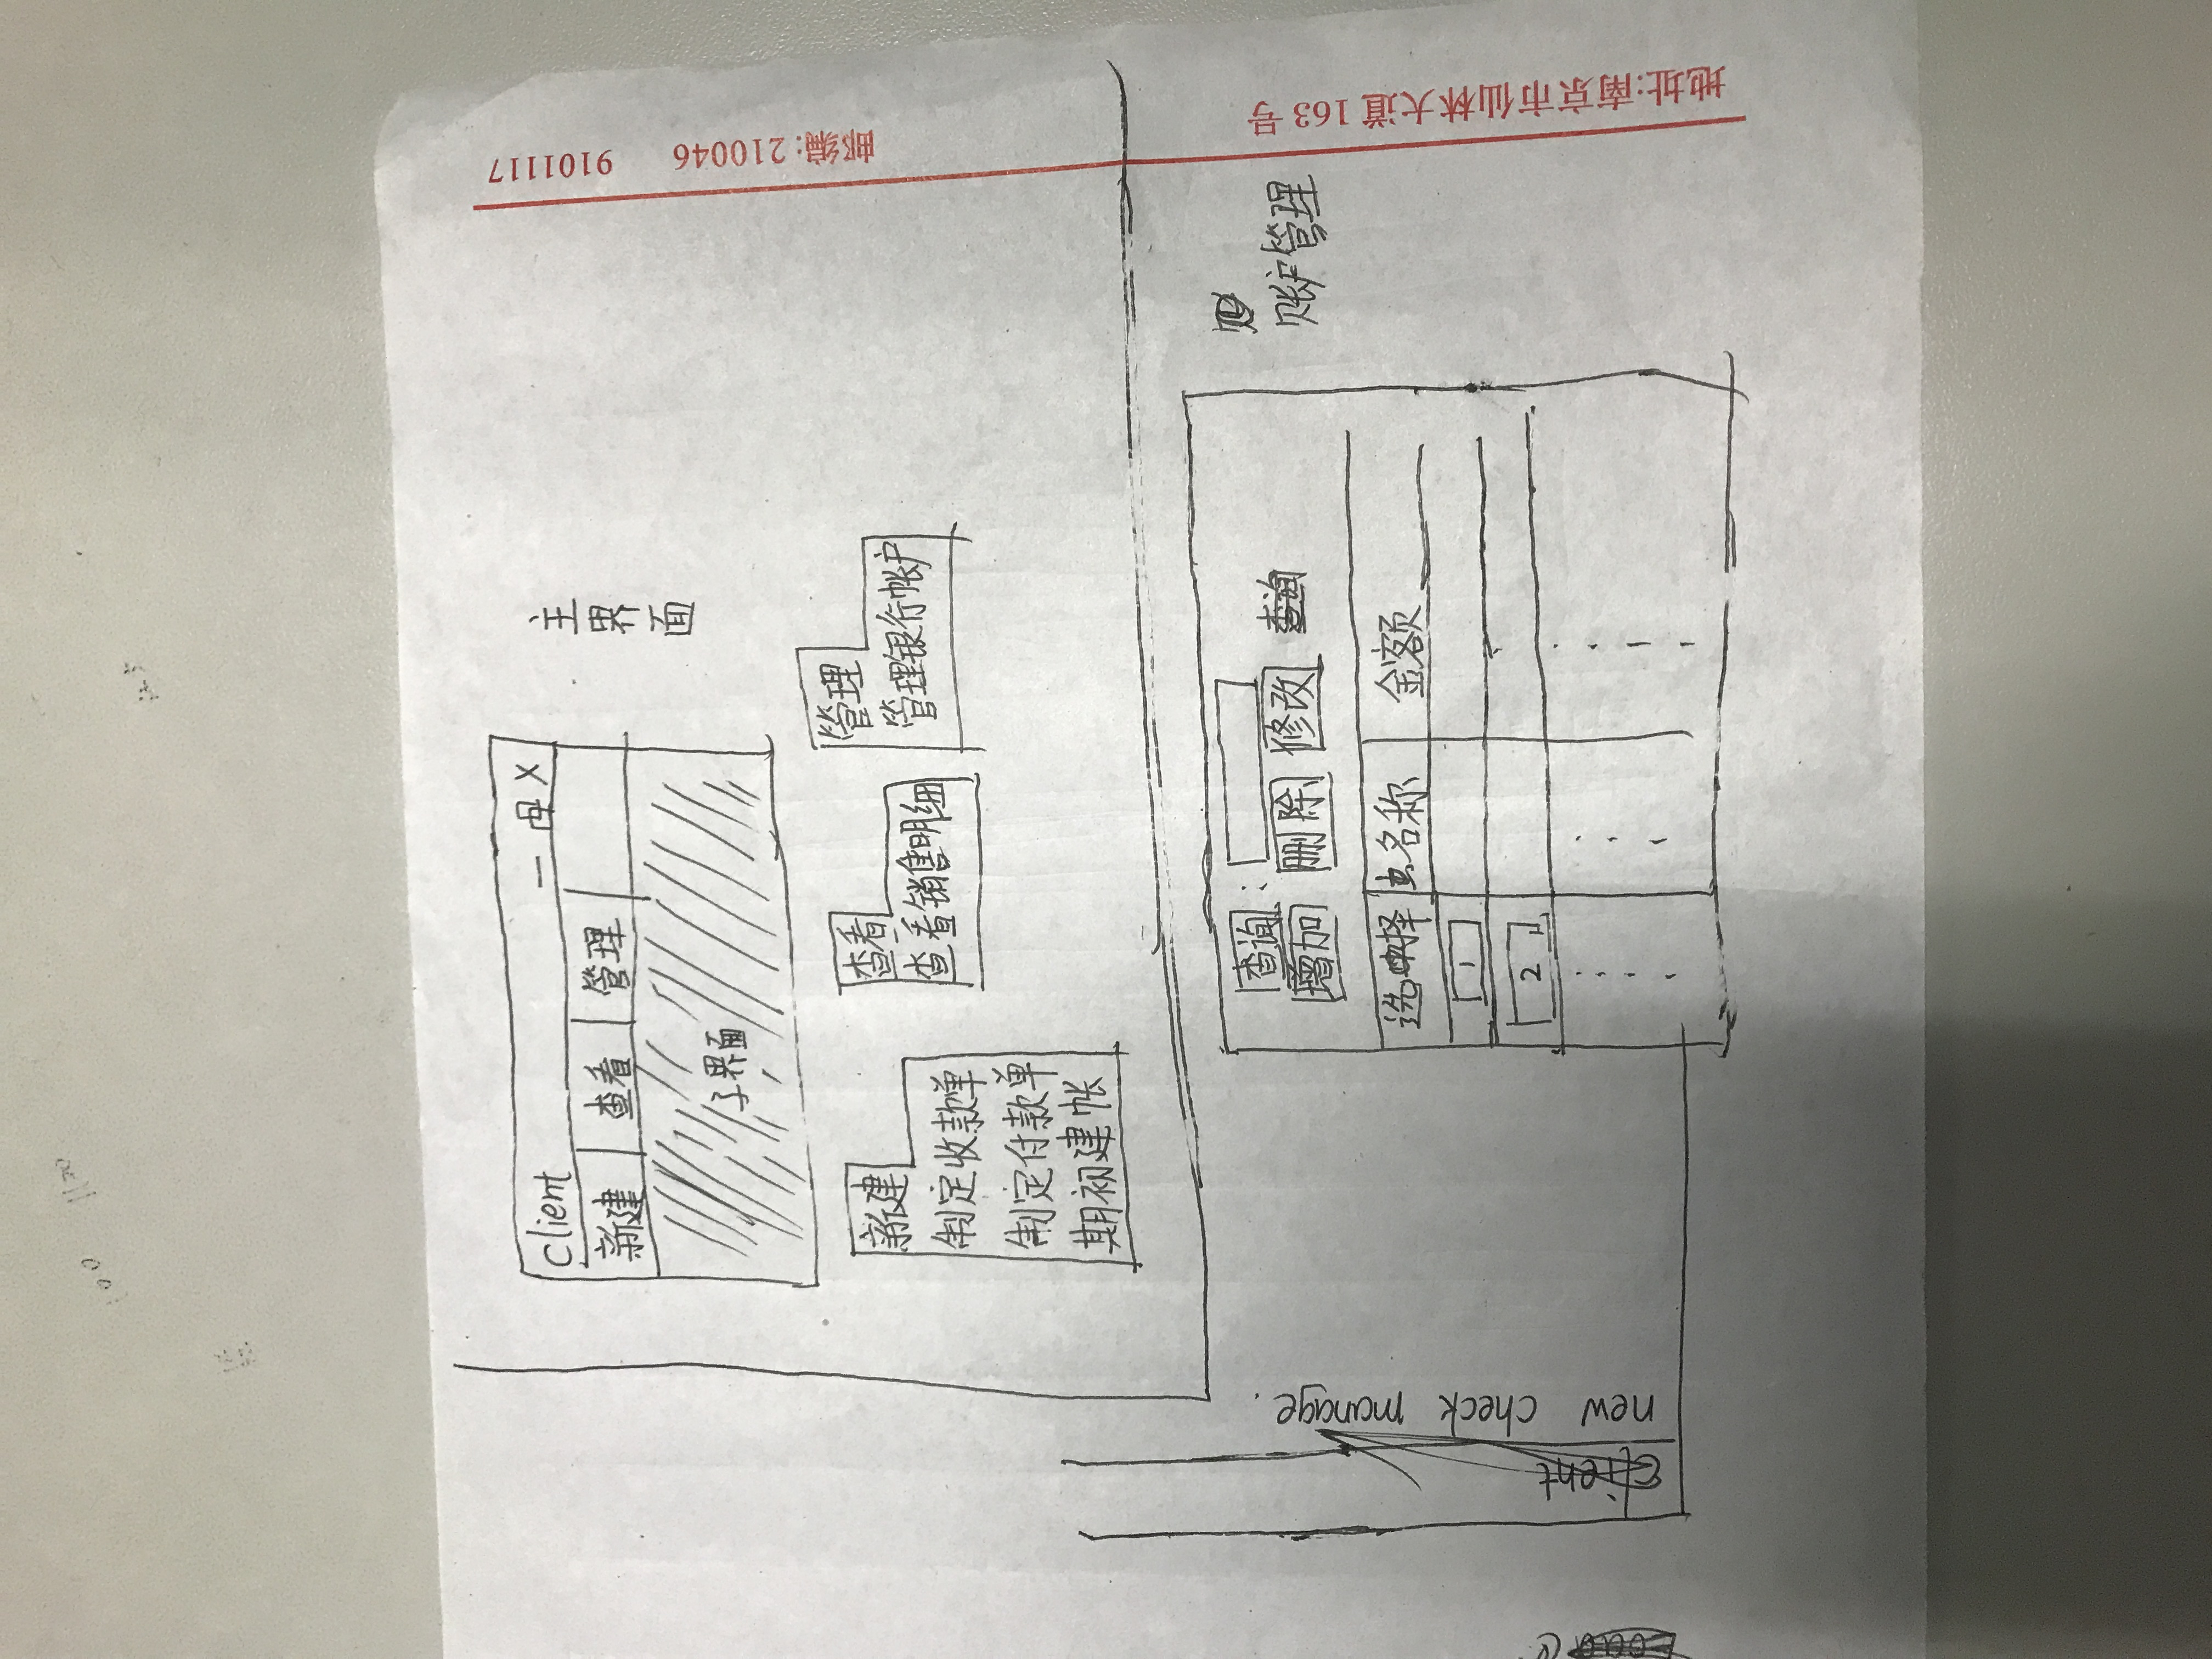 主界面
Client — 口 X
新建 查看 管理
子界面
新建
制定收款单
制定付款单
期初建帐
查看
查看销售明细
管理
管理银行帐户
账户管理
查询:
查询
增加 删除 修改
选择 名称 金额
1
2
Client
new check manage.
地址:南京市仙林大道 163 号
邮编:210046
9101117